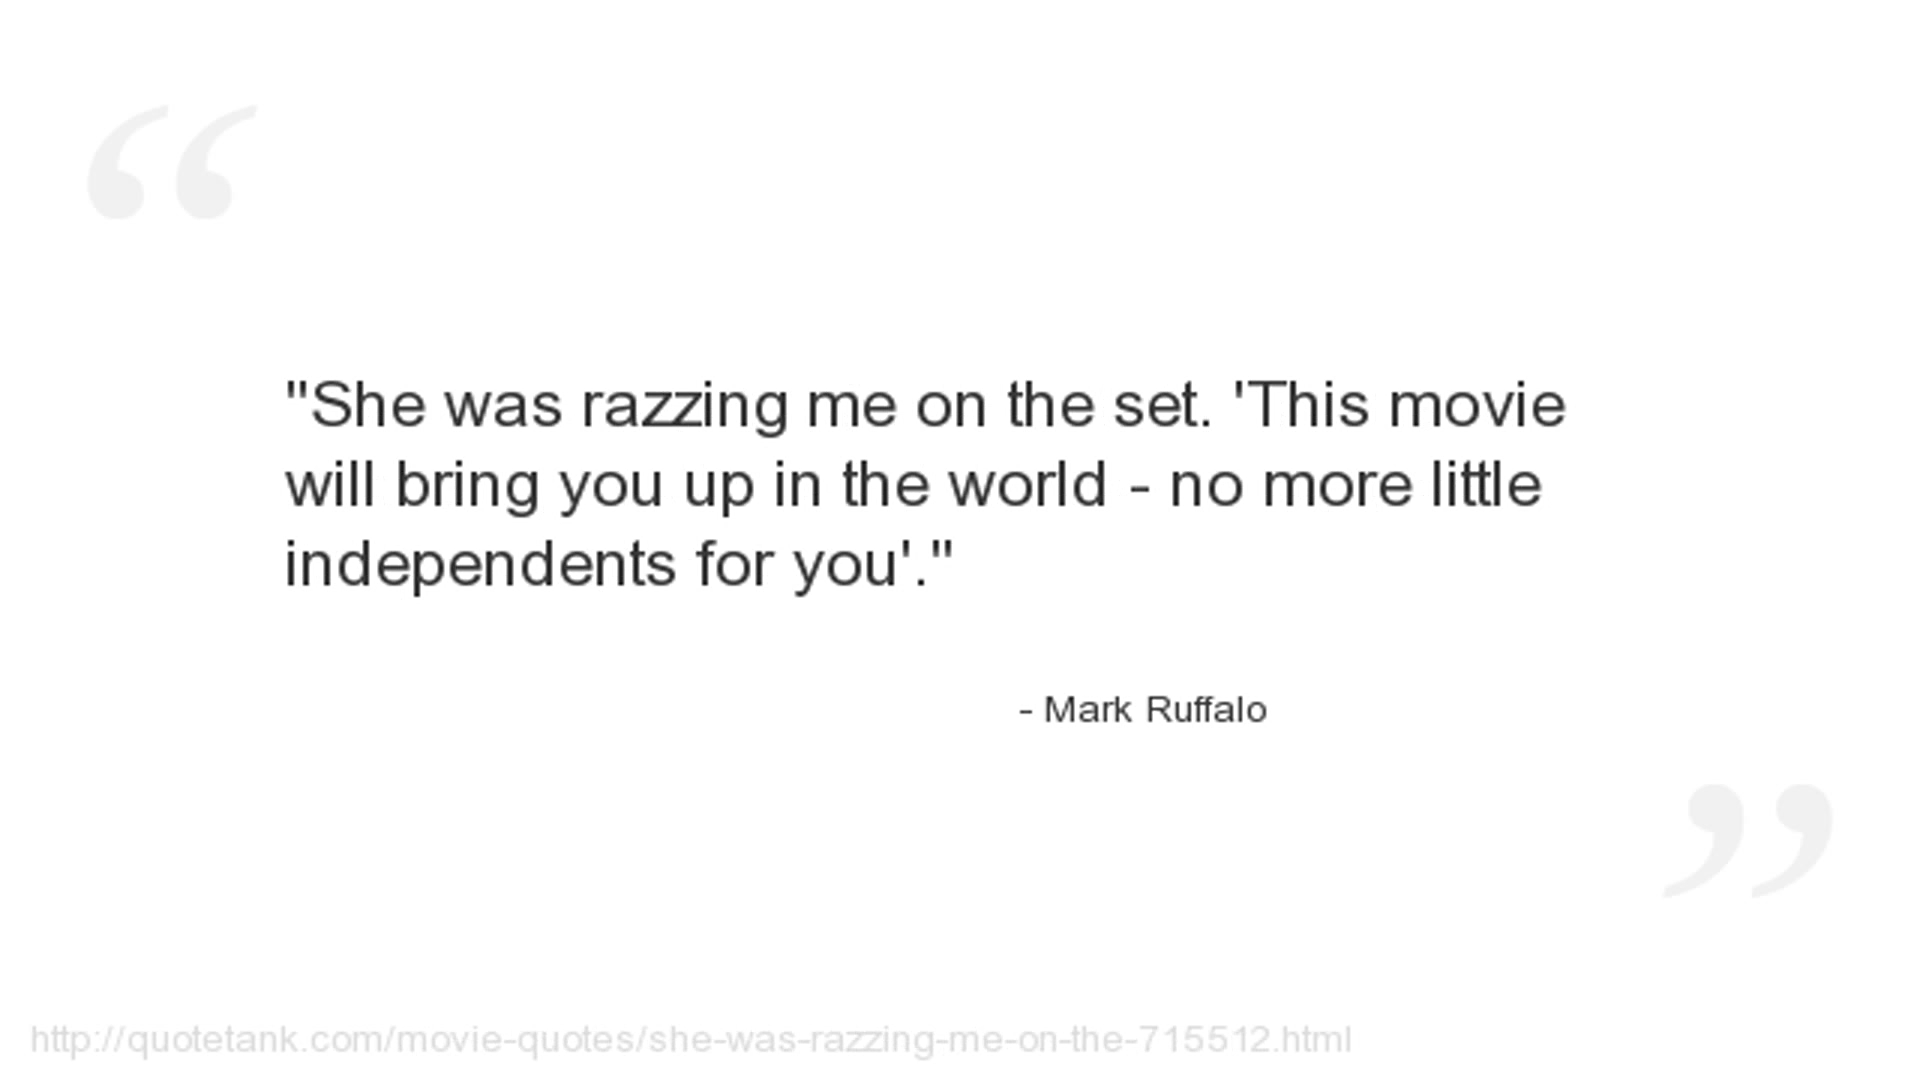 "She was razzing me on the set. 'This movie
will bring you up in the world - no more little
independents for you'."
- Mark Ruffalo
http://quotetank.com/movie-quotes/she-was-razzing-me-on-the-715512.html